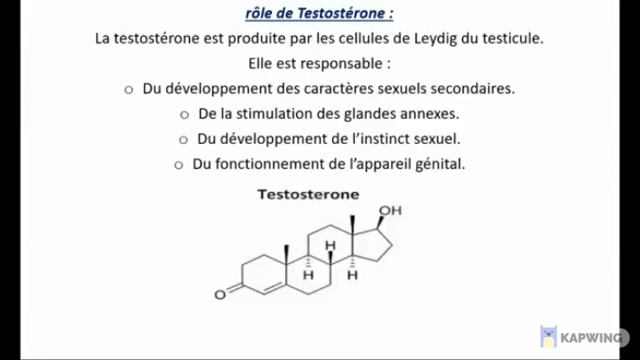 rôle de Testostérone :
La testostérone est produite par les cellules de Leydig du testicule.
Elle est responsable :
o Du développement des caractères sexuels secondaires.
o De la stimulation des glandes annexes.
o Du développement de l'instinct sexuel.
o Du fonctionnement de l'appareil génital.
Testosterone
OH
H
H
H
O
KAPWING